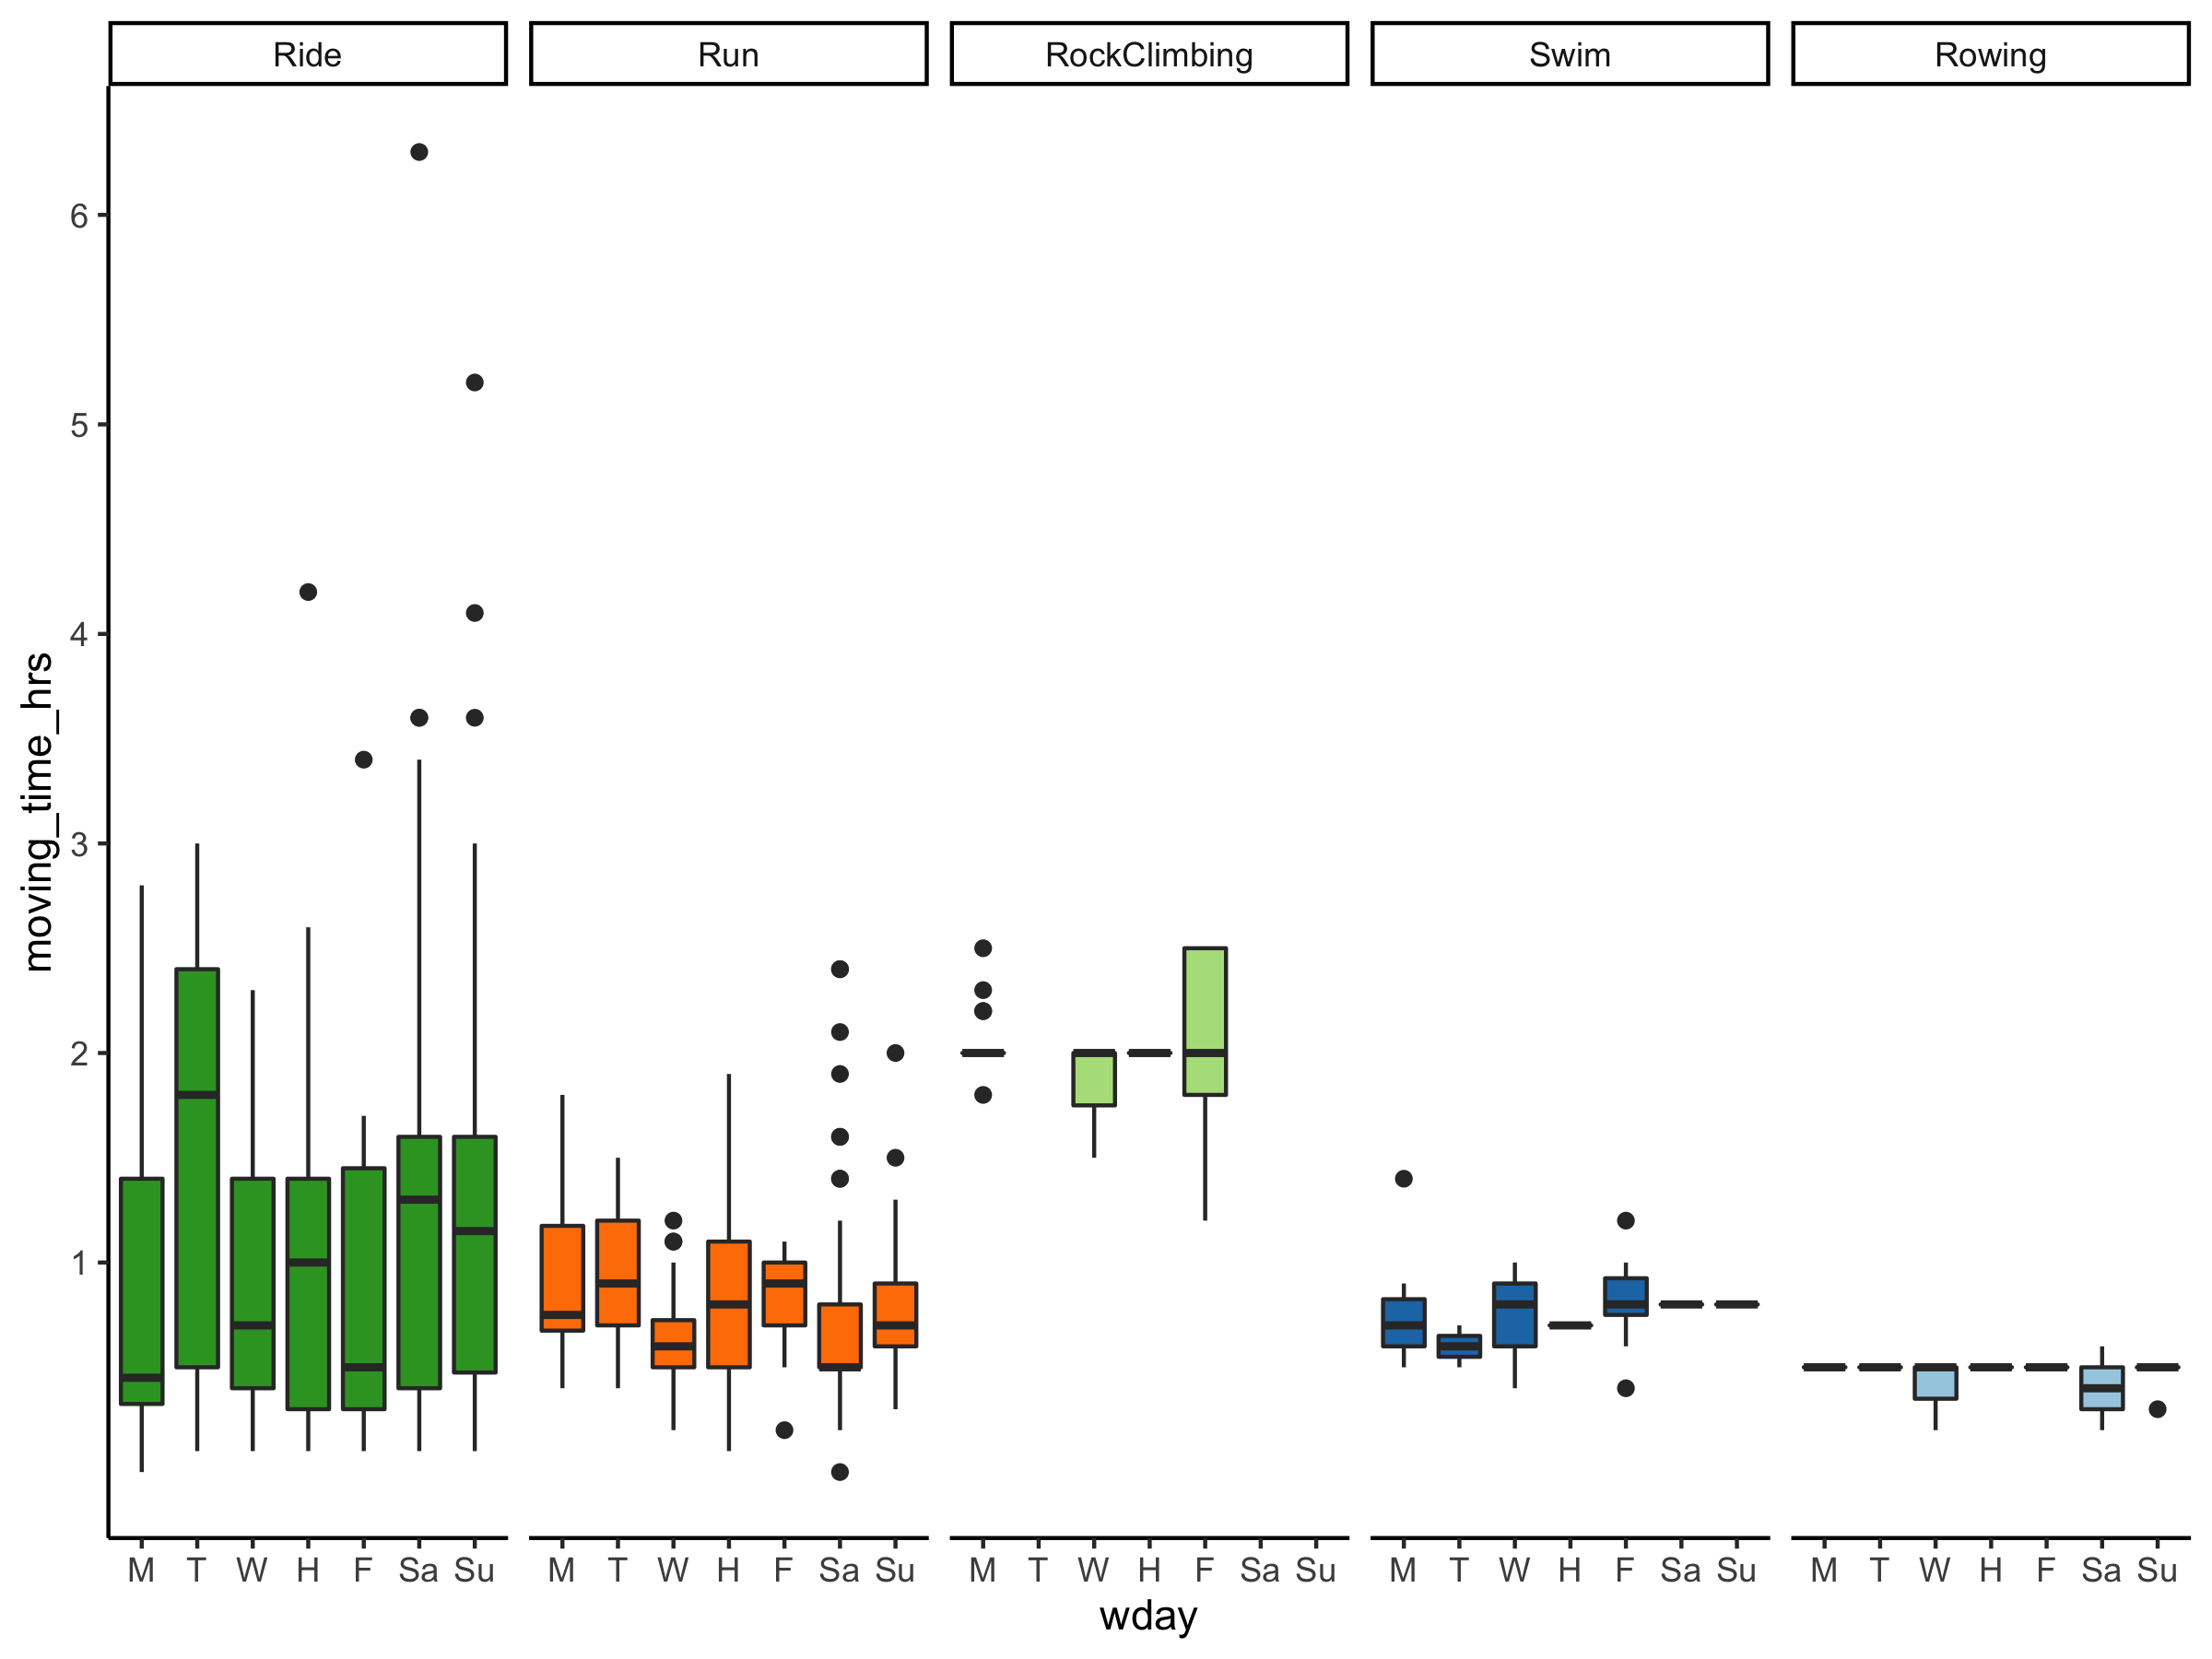 Ride Run RockClimbing Swim Rowing
moving_time_hrs
6
5
4
3
2
1
M T W H F Sa Su M T W H F Sa Su M T W H F Sa Su M T W H F Sa Su M T W H F Sa Su
wday